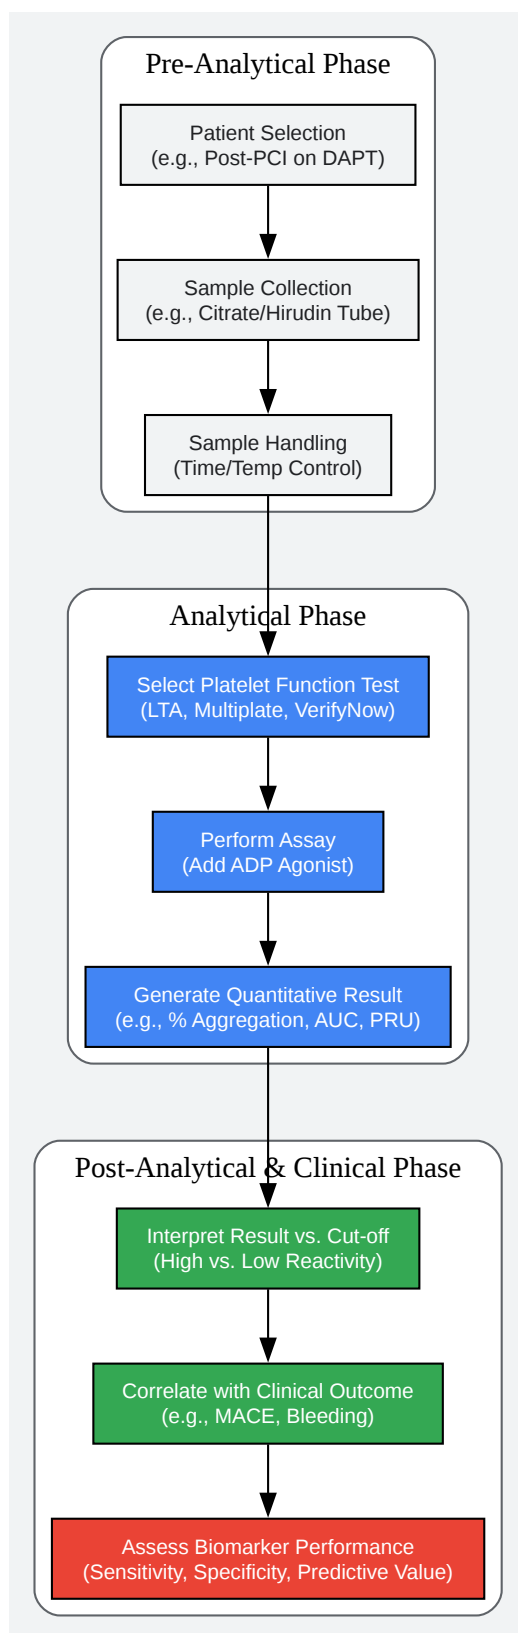 Pre-Analytical Phase
Patient Selection
(e.g., Post-PCI on DAPT)
Sample Collection
(e.g., Citrate/Hirudin Tube)
Sample Handling
(Time/Temp Control)
Analytical Phase
Select Platelet Function Test
(LTA, Multiplate, VerifyNow)
Perform Assay
(Add ADP Agonist)
Generate Quantitative Result
(e.g., % Aggregation, AUC, PRU)
Post-Analytical & Clinical Phase
Interpret Result vs. Cut-off
(High vs. Low Reactivity)
Correlate with Clinical Outcome
(e.g., MACE, Bleeding)
Assess Biomarker Performance
(Sensitivity, Specificity, Predictive Value)